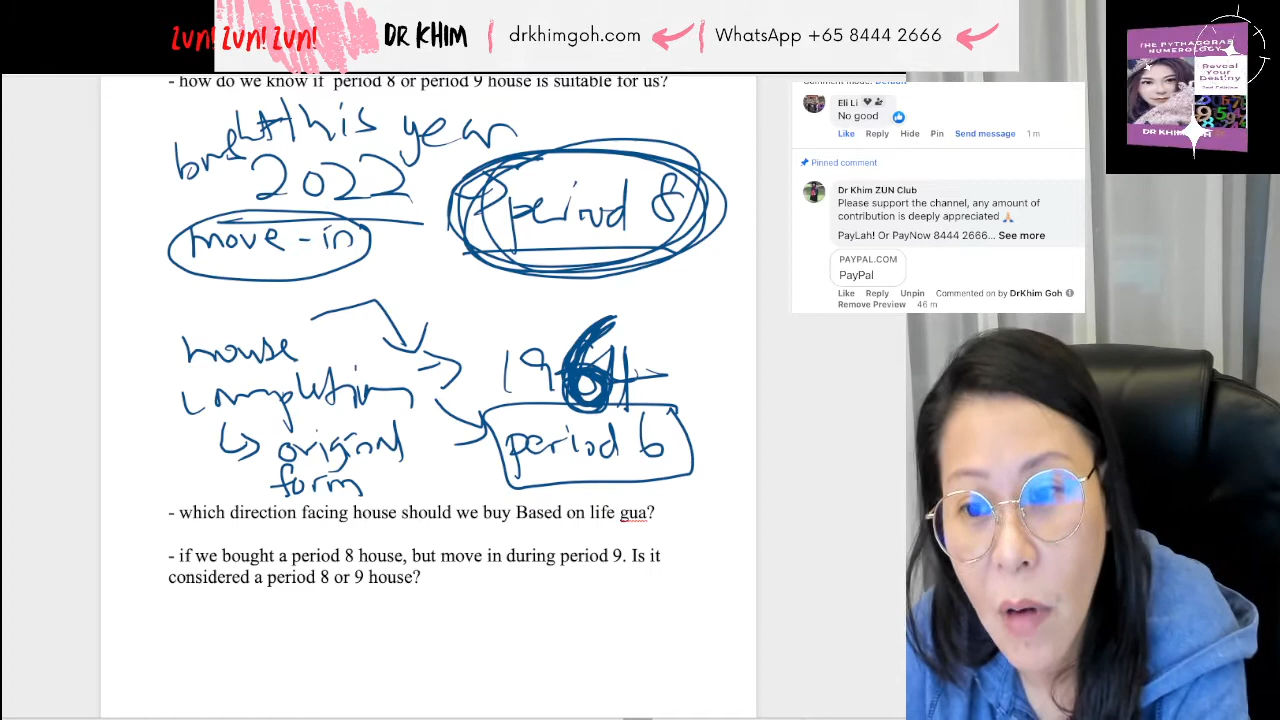 ZUN! ZUN! ZUN!
DR KHIM
drkhimgoh.com
WhatsApp +65 8444 2666
THE PYTHAGORAS
NUMEROLOGY
Reveal
Your
Destiny
DR KHIM
- how do we know if period 8 or period 9 house is suitable for us?
bought this year
2022
move-in
period 8
house
completion
original
form
1964
6
period 6
- which direction facing house should we buy Based on life gua?
- if we bought a period 8 house, but move in during period 9. Is it
considered a period 8 or 9 house?
Eli Li
No good
Like Reply Hide Pin Send message 1 m
Pinned comment
Dr Khim ZUN Club
Please support the channel, any amount of
contribution is deeply appreciated 🙏🏻
PayLah! Or PayNow 8444 2666... See more
PAYPAL.COM
PayPal
Like Reply Unpin Commented on by DrKhim Goh
Remove Preview 46 m